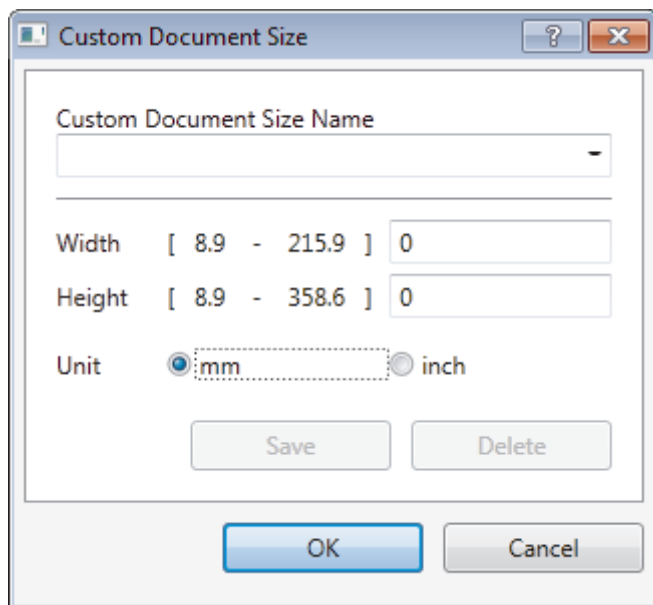 Custom Document Size
Custom Document Size Name
Width [ 8.9 - 215.9 ] 0
Height [ 8.9 - 358.6 ] 0
Unit mm inch
Save Delete
OK Cancel